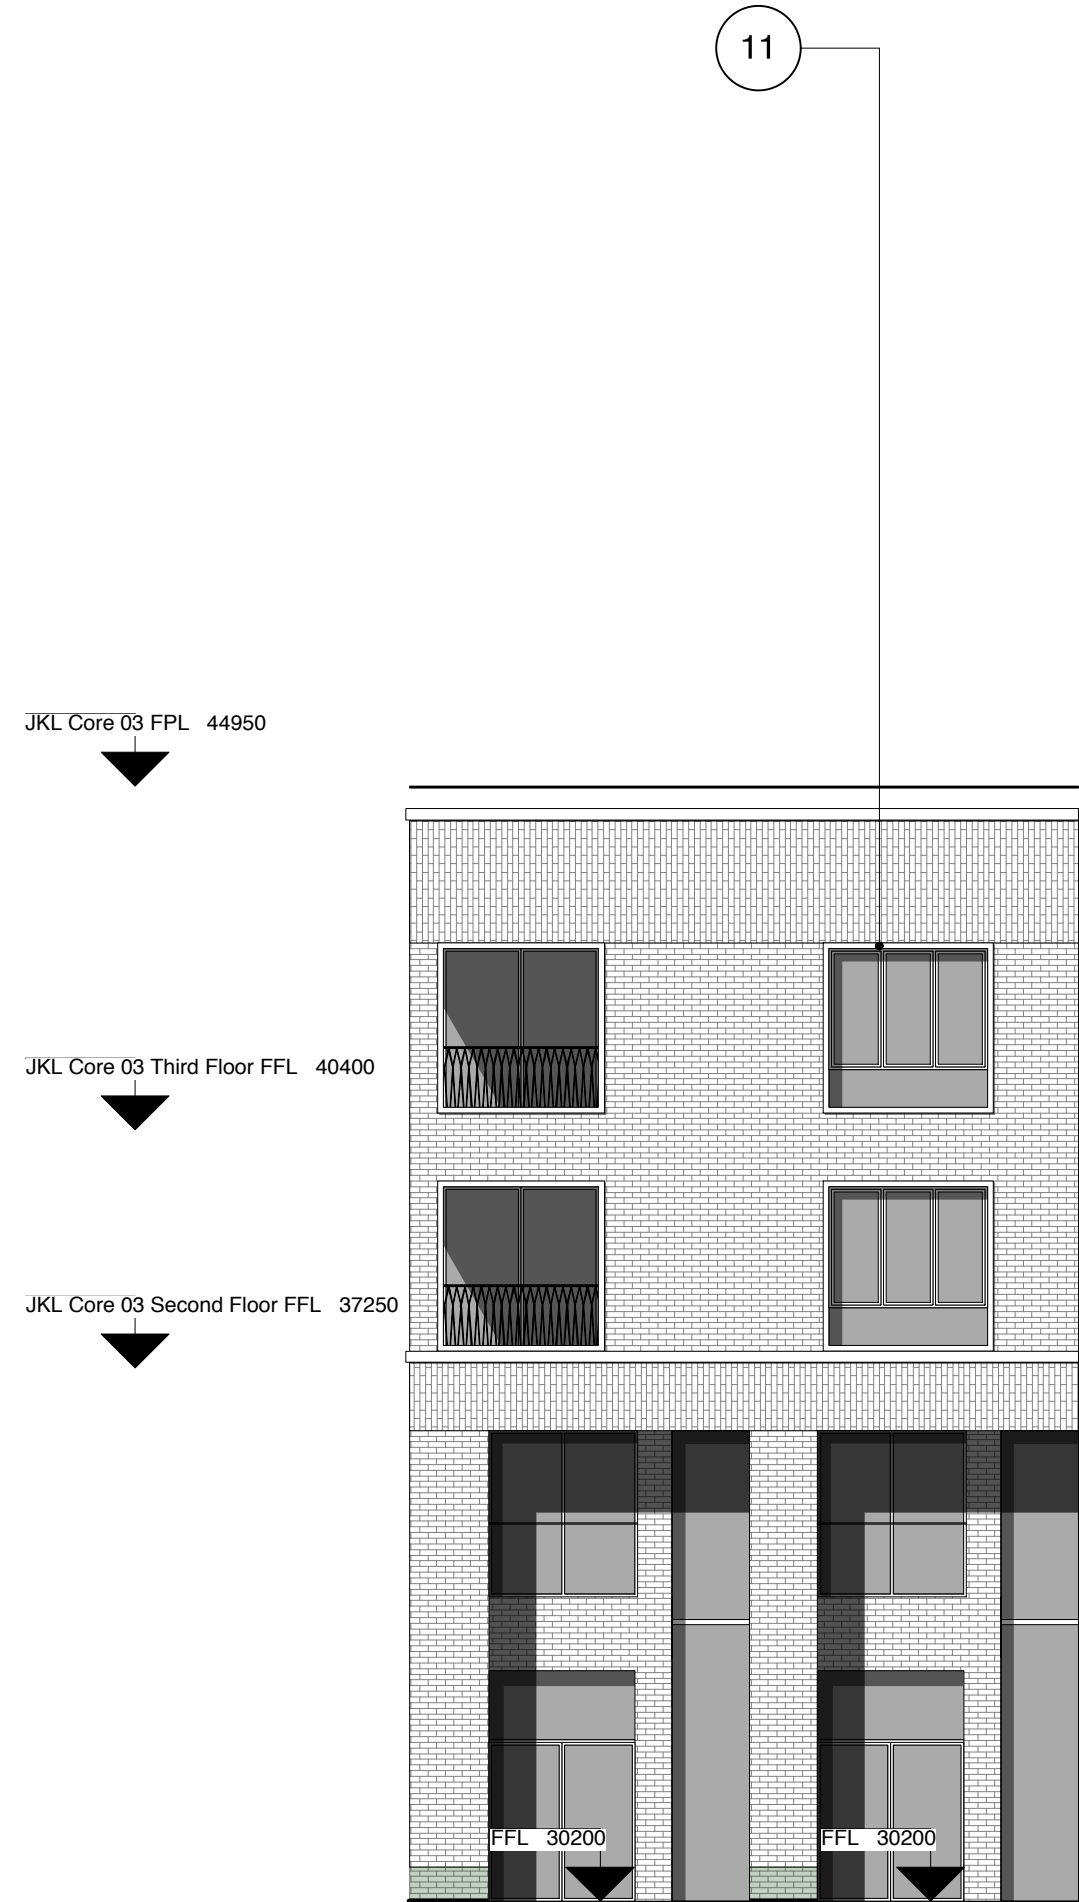 11
JKL Core 03 FPL 44950
JKL Core 03 Third Floor FFL 40400
JKL Core 03 Second Floor FFL 37250
FFL 30200
FFL 30200